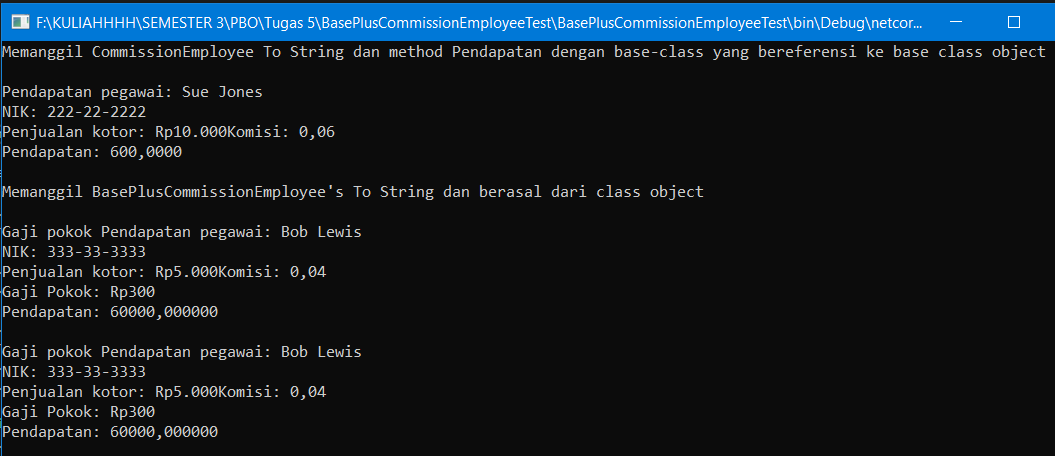 F:\KULIAHHHH\SEMESTER 3\PBO\Tugas 5\BasePlusCommissionEmployeeTest\BasePlusCommissionEmployeeTest\bin\Debug\netcor...
Memanggil CommissionEmployee To String dan method Pendapatan dengan base-class yang bereferensi ke base class object
Pendapatan pegawai: Sue Jones
NIK: 222-22-2222
Penjualan kotor: Rp10.000Komisi: 0,06
Pendapatan: 600,0000
Memanggil BasePlusCommissionEmployee's To String dan berasal dari class object
Gaji pokok Pendapatan pegawai: Bob Lewis
NIK: 333-33-3333
Penjualan kotor: Rp5.000Komisi: 0,04
Gaji Pokok: Rp300
Pendapatan: 60000,000000
Gaji pokok Pendapatan pegawai: Bob Lewis
NIK: 333-33-3333
Penjualan kotor: Rp5.000Komisi: 0,04
Gaji Pokok: Rp300
Pendapatan: 60000,000000